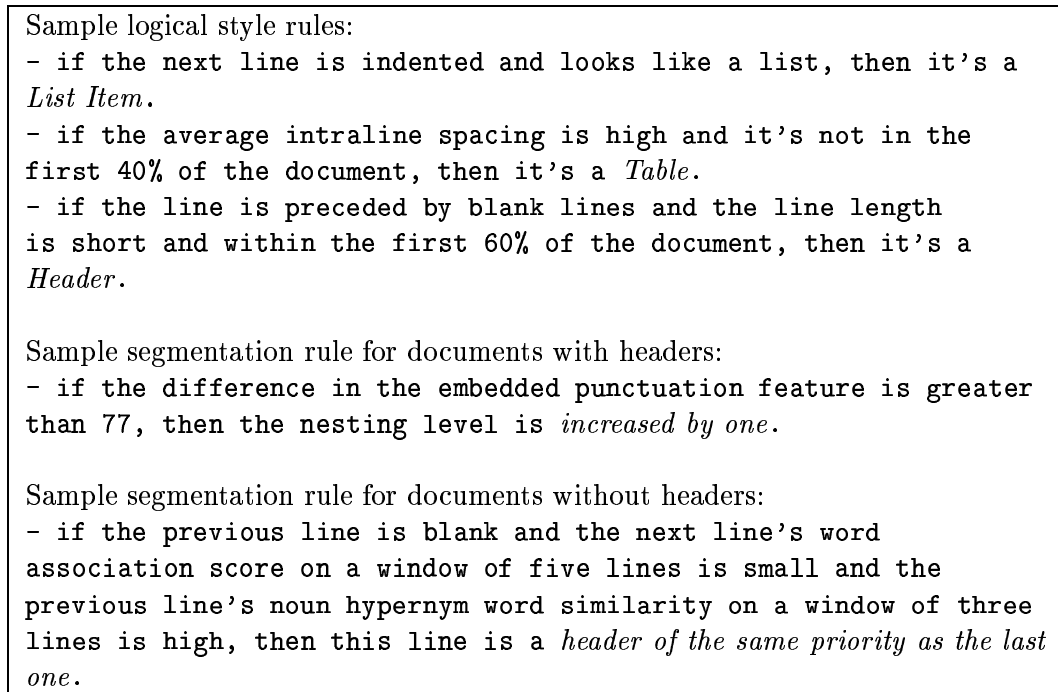 Sample logical style rules:
- if the next line is indented and looks like a list, then it's a
List Item.
- if the average intraline spacing is high and it's not in the
first 40% of the document, then it's a Table.
- if the line is preceded by blank lines and the line length
is short and within the first 60% of the document, then it's a
Header.
Sample segmentation rule for documents with headers:
- if the difference in the embedded punctuation feature is greater
than 77, then the nesting level is increased by one.
Sample segmentation rule for documents without headers:
- if the previous line is blank and the next line's word
association score on a window of five lines is small and the
previous line's noun hypernym word similarity on a window of three
lines is high, then this line is a header of the same priority as the last
one.